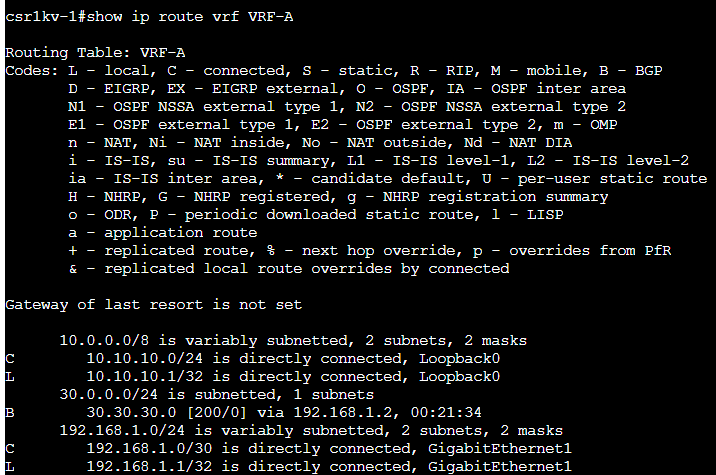 csr1kv-1#show ip route vrf VRF-A
Routing Table: VRF-A
Codes: L - local, C - connected, S - static, R - RIP, M - mobile, B - BGP
D - EIGRP, EX - EIGRP external, O - OSPF, IA - OSPF inter area
N1 - OSPF NSSA external type 1, N2 - OSPF NSSA external type 2
E1 - OSPF external type 1, E2 - OSPF external type 2, m - OMP
n - NAT, Ni - NAT inside, No - NAT outside, Nd - NAT DIA
i - IS-IS, su - IS-IS summary, L1 - IS-IS level-1, L2 - IS-IS level-2
ia - IS-IS inter area, * - candidate default, U - per-user static route
H - NHRP, G - NHRP registered, g - NHRP registration summary
o - ODR, P - periodic downloaded static route, l - LISP
a - application route
+ - replicated route, % - next hop override, p - overrides from PfR
& - replicated local route overrides by connected
Gateway of last resort is not set
10.0.0.0/8 is variably subnetted, 2 subnets, 2 masks
C 10.10.10.0/24 is directly connected, Loopback0
L 10.10.10.1/32 is directly connected, Loopback0
30.0.0.0/24 is subnetted, 1 subnets
B 30.30.30.0 [200/0] via 192.168.1.2, 00:21:34
192.168.1.0/24 is variably subnetted, 2 subnets, 2 masks
C 192.168.1.0/30 is directly connected, GigabitEthernet1
L 192.168.1.1/32 is directly connected, GigabitEthernet1